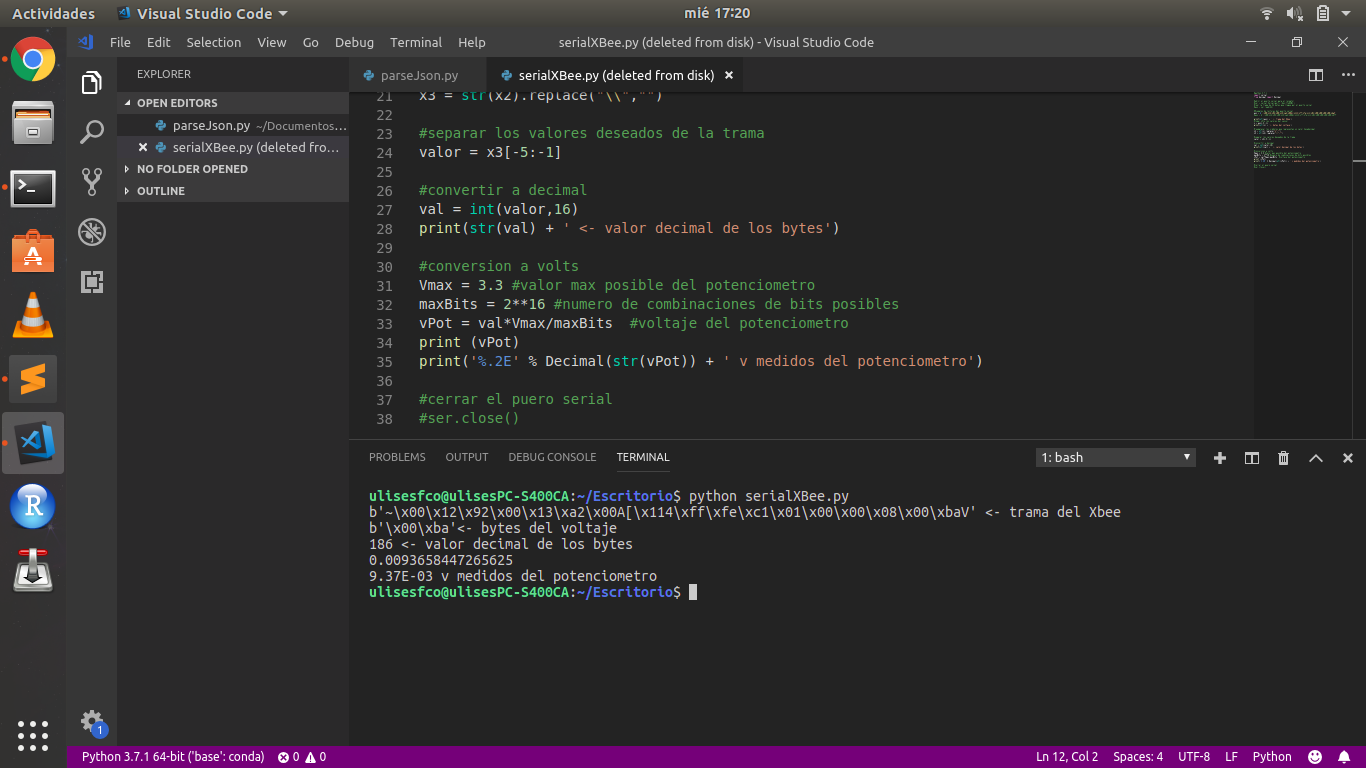 Actividades
Visual Studio Code
mié 17:20
File Edit Selection View Go Debug Terminal Help
serialXBee.py (deleted from disk) - Visual Studio Code
EXPLORER
OPEN EDITORS
parseJson.py ~/Documentos...
serialXBee.py (deleted fro...
NO FOLDER OPENED
OUTLINE
1
parseJson.py
serialXBee.py (deleted from disk)
21 x3 = str(x2).replace("\\","")
22
23 #separar los valores deseados de la trama
24 valor = x3[-5:-1]
25
26 #convertir a decimal
27 val = int(valor,16)
28 print(str(val) + ' <- valor decimal de los bytes')
29
30 #conversion a volts
31 Vmax = 3.3 #valor max posible del potenciometro
32 maxBits = 2**16 #numero de combinaciones de bits posibles
33 vPot = val*Vmax/maxBits  #voltaje del potenciometro
34 print (vPot)
35 print('%.2E' % Decimal(str(vPot)) + ' v medidos del potenciometro')
36
37 #cerrar el puero serial
38 #ser.close()
PROBLEMS OUTPUT DEBUG CONSOLE TERMINAL
1: bash
ulisesfco@ulisesPC-S400CA:~/Escritorio$ python serialXBee.py
b'~\x00\x12\x92\x00\x13\xa2\x00A[\x114\xff\xfe\xc1\x01\x00\x00\x08\x00\xbaV' <- trama del Xbee
b'\x00\xba'<- bytes del voltaje
186 <- valor decimal de los bytes
0.0093658447265625
9.37E-03 v medidos del potenciometro
ulisesfco@ulisesPC-S400CA:~/Escritorio$
Python 3.7.1 64-bit ('base': conda) 0 0
Ln 12, Col 2 Spaces: 4 UTF-8 LF Python